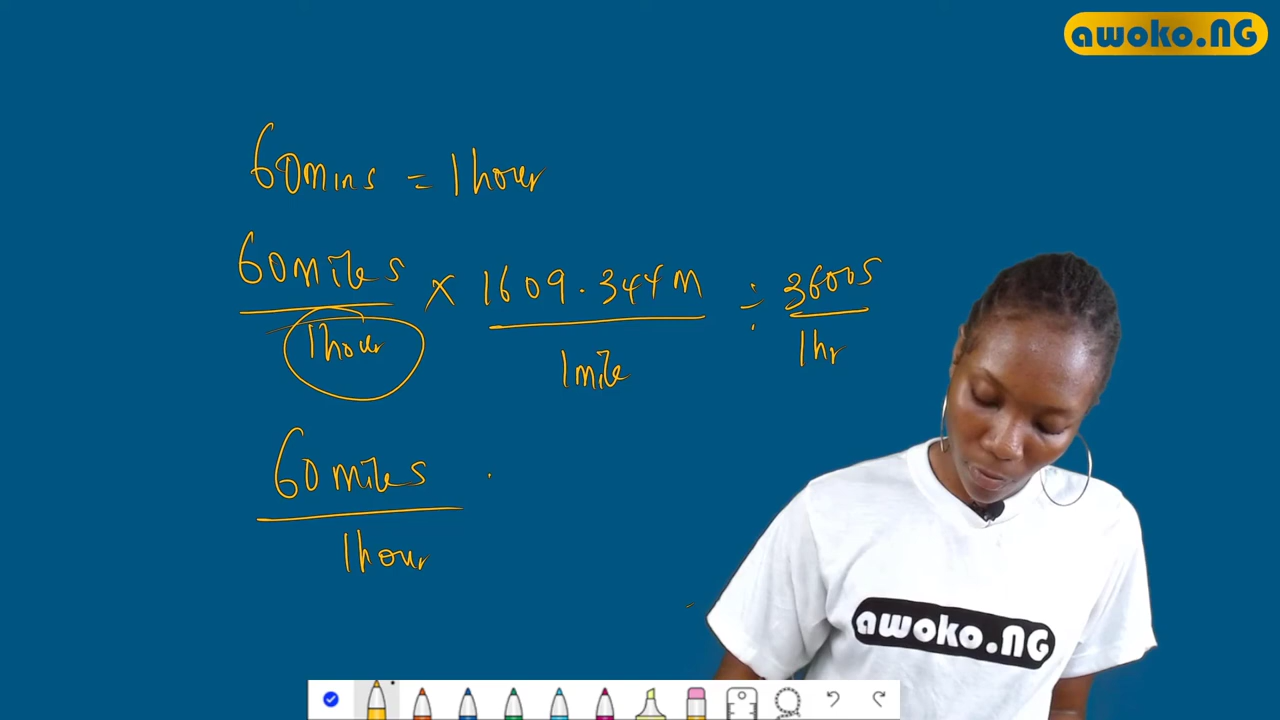 awoko.NG
60mins = 1hour
60miles/1hour × 1609.344m/1mile ÷ 3600s/1hr
60miles/1hour
awoko.NG